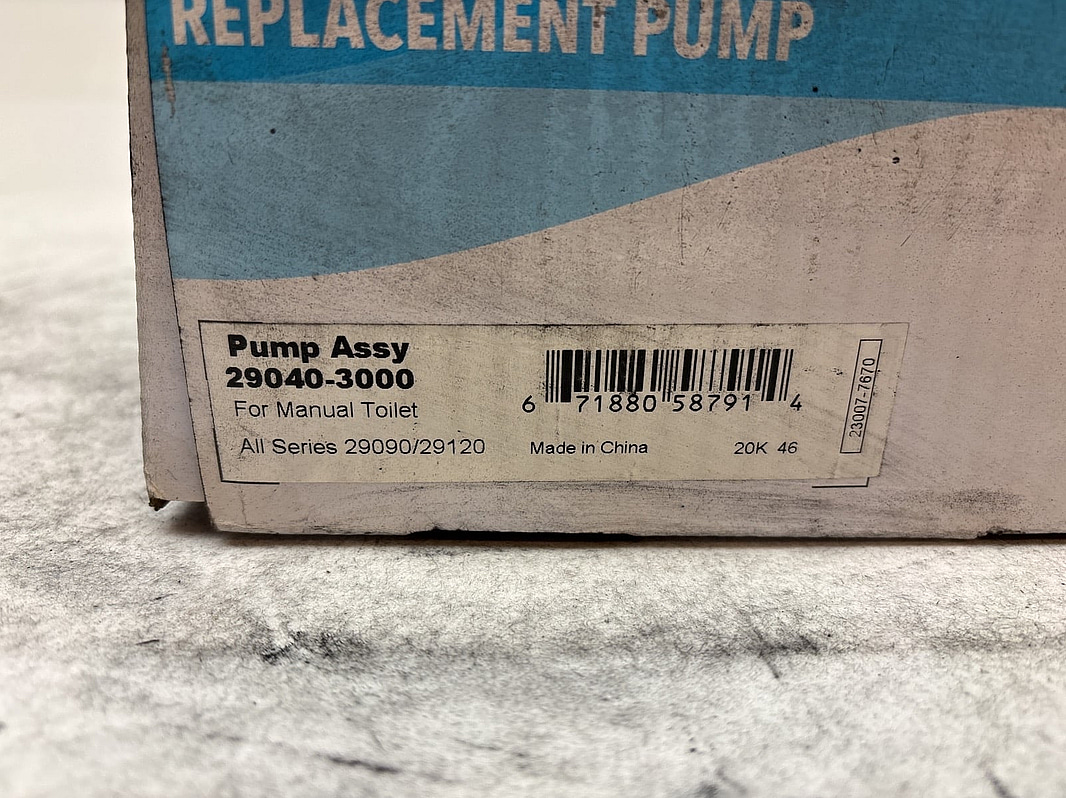 REPLACEMENT PUMP
Pump Assy
29040-3000
For Manual Toilet
All Series 29090/29120
6 71880 58791 4
Made in China
20K 46
23007-7670